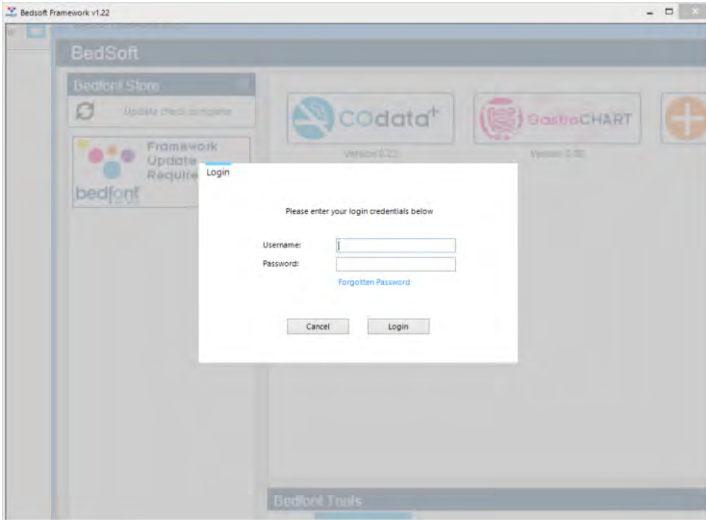 Bedsoft Framework v1.22
BedSoft
Bedfont Store
Update check complete
Framework
Update
Require
bedfont
COdata+
GastroCHART
Login
Please enter your login credentials below
Username:
Password:
Forgotten Password
Cancel
Login
Bedfont Tools